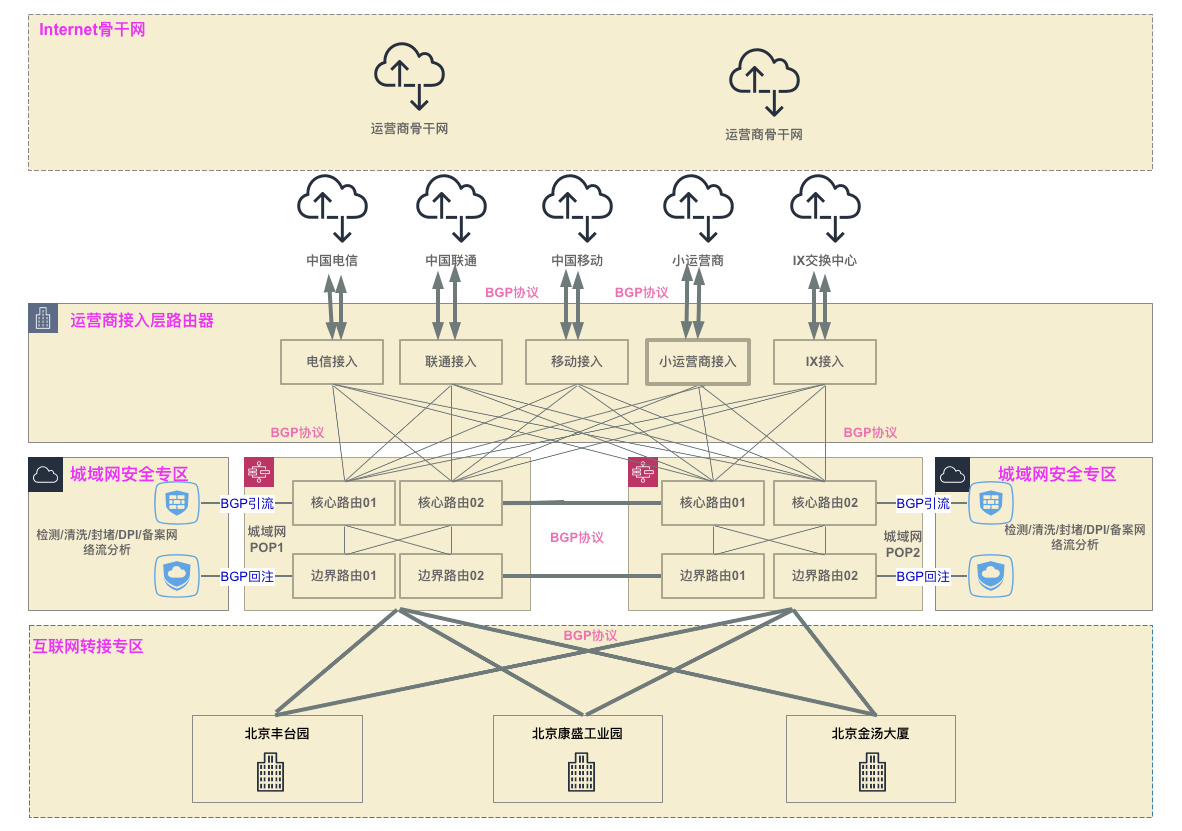 Internet骨干网
运营商骨干网
运营商骨干网
中国电信
中国联通
中国移动
小运营商
IX交换中心
BGP协议
BGP协议
运营商接入层路由器
电信接入
联通接入
移动接入
小运营商接入
IX接入
BGP协议
BGP协议
城域网安全专区
BGP引流
检测/清洗/封堵/DPI/备案网
络流分析
BGP回注
城域网
POP1
核心路由01
核心路由02
边界路由01
边界路由02
BGP协议
核心路由01
核心路由02
边界路由01
边界路由02
城域网
POP2
城域网安全专区
BGP引流
检测/清洗/封堵/DPI/备案网
络流分析
BGP回注
互联网转接专区
BGP协议
北京丰台园
北京康盛工业园
北京金汤大厦